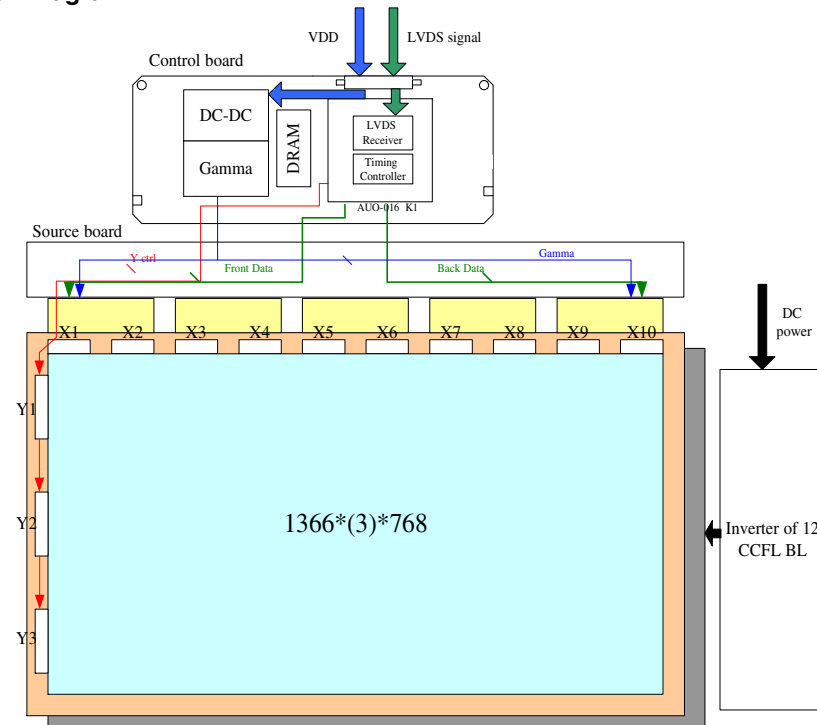 VDD
LVDS signal
Control board
DC-DC
Gamma
DRAM
LVDS
Receiver
Timing
Controller
AUO-016 K1
Source board
Y ctrl
Front Data
Back Data
Gamma
X1 X2 X3 X4 X5 X6 X7 X8 X9 X10
DC
power
Y1
Y2
Y3
1366*(3)*768
Inverter of 12
CCFL BL